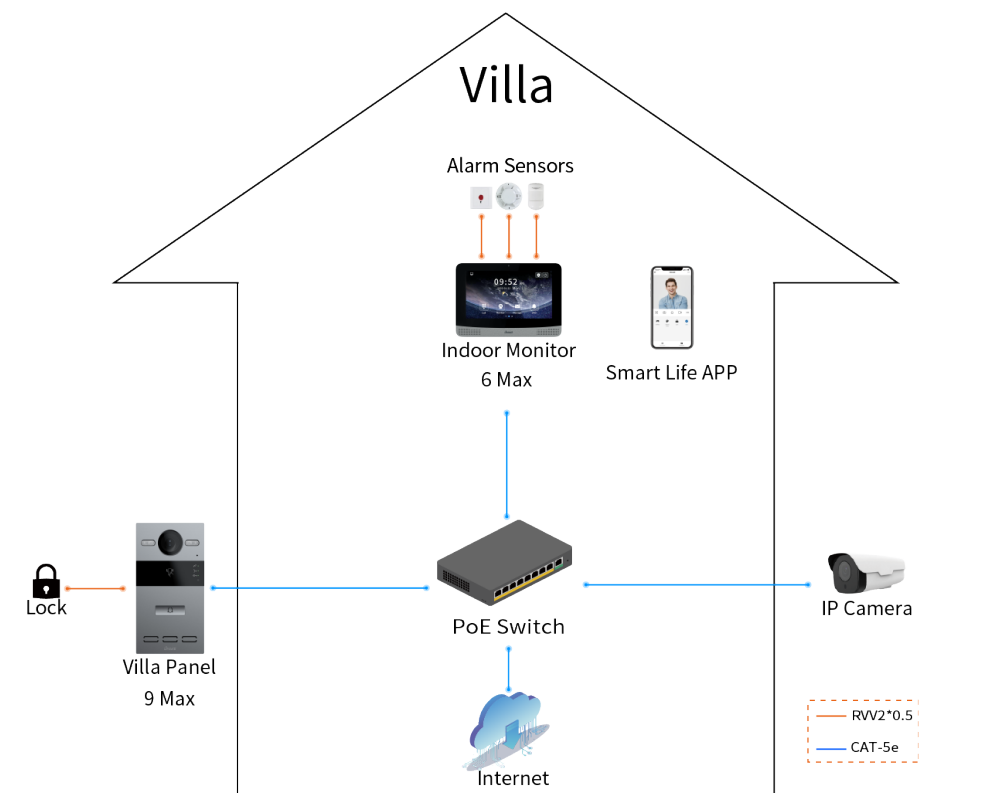 Villa
Alarm Sensors
09:52
Indoor Monitor
6 Max
Smart Life APP
Lock
Villa Panel
9 Max
PoE Switch
IP Camera
Internet
RVV2*0.5
CAT-5e